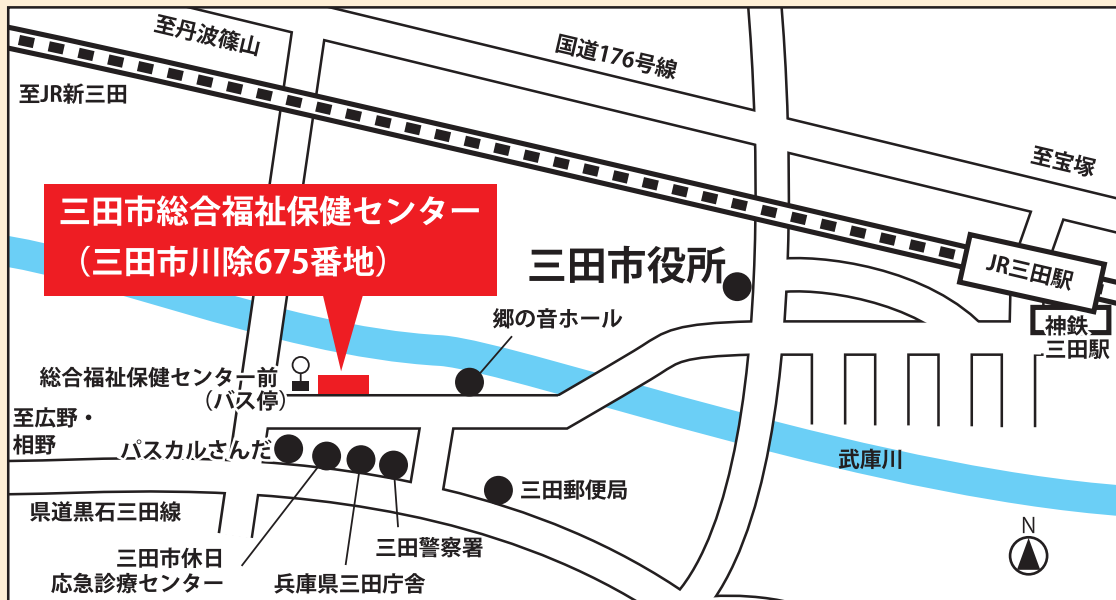 至丹波篠山
国道176号線
至JR新三田
至宝塚
三田市総合福祉保健センター
（三田市川除675番地）
三田市役所
JR三田駅
神鉄
三田駅
郷の音ホール
総合福祉保健センター前
（バス停）
至広野・
相野
パスカルさんだ
武庫川
三田郵便局
県道黒石三田線
N
三田警察署
三田市休日
応急診療センター
兵庫県三田庁舎